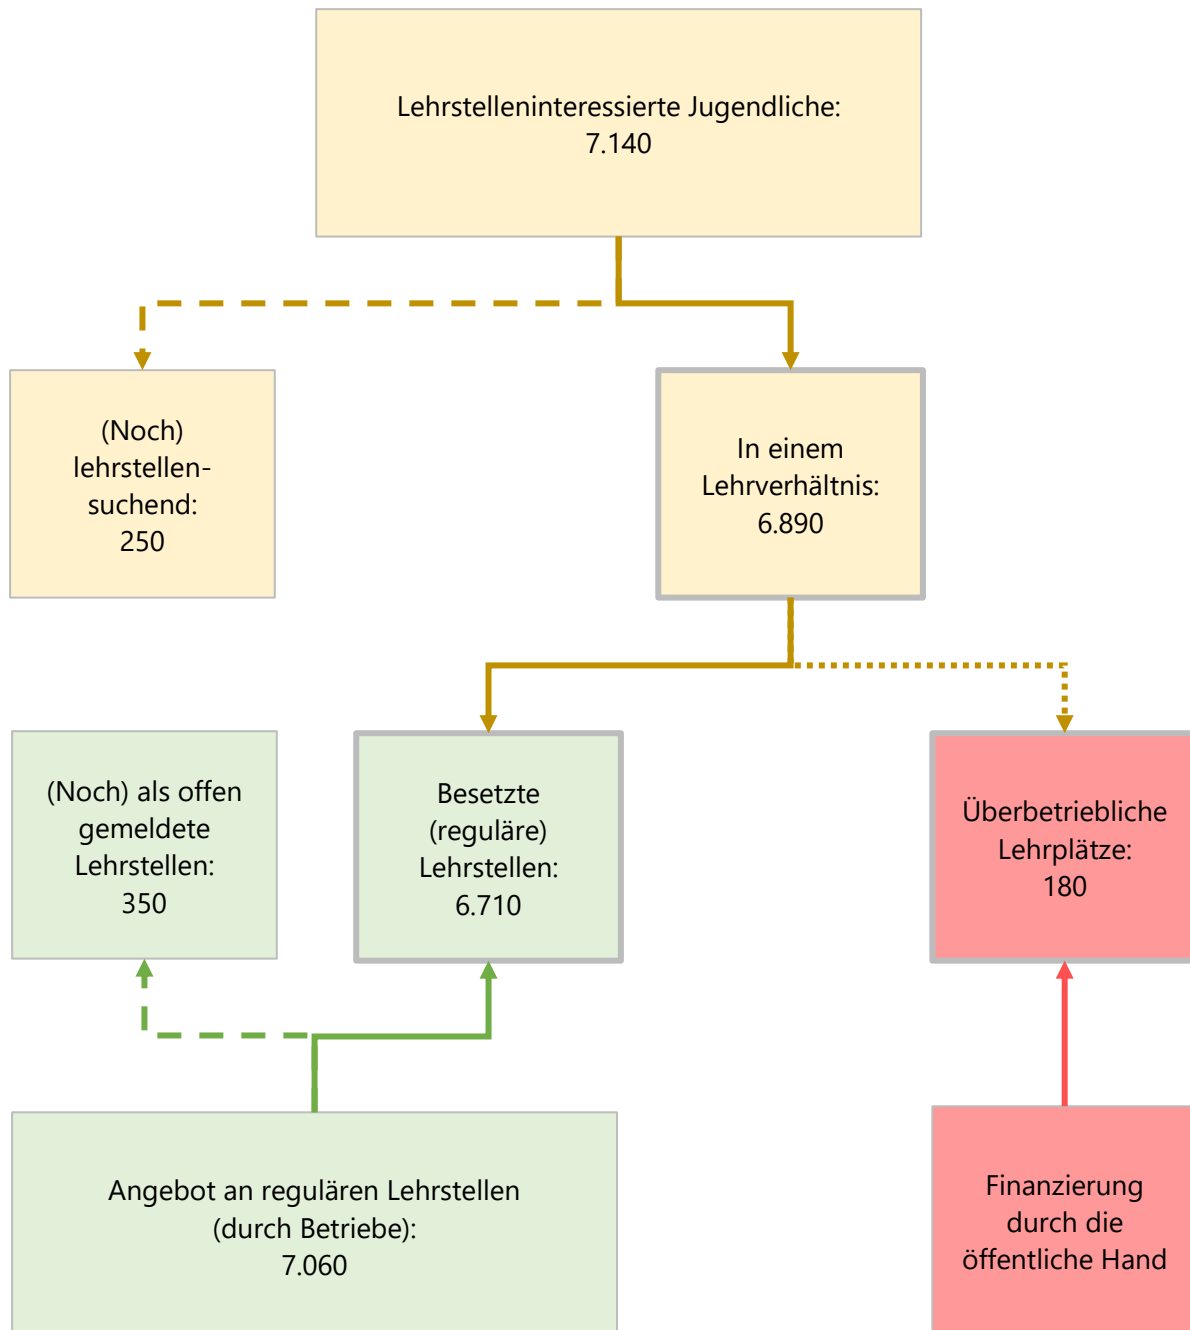 Lehrstelleninteressierte Jugendliche:
7.140
(Noch)
lehrstellen-
suchend:
250
In einem
Lehrverhältnis:
6.890
(Noch) als offen
gemeldete
Lehrstellen:
350
Besetzte
(reguläre)
Lehrstellen:
6.710
Überbetriebliche
Lehrplätze:
180
Angebot an regulären Lehrstellen
(durch Betriebe):
7.060
Finanzierung
durch die
öffentliche Hand